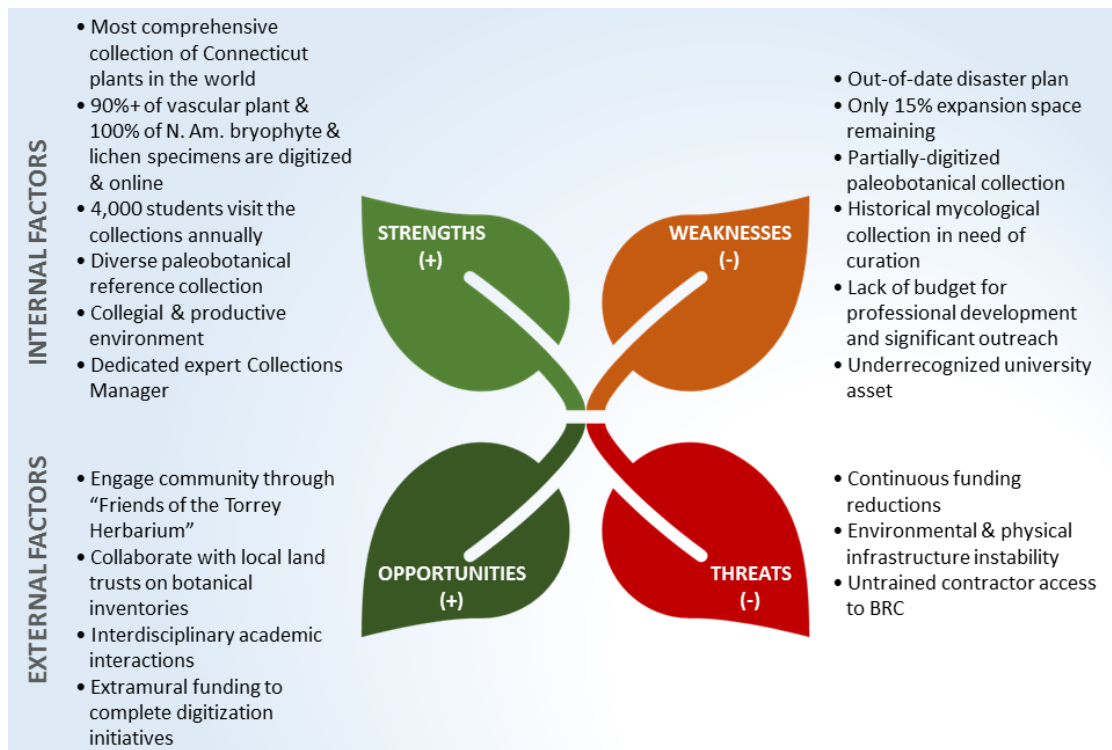 INTERNAL FACTORS
• Most comprehensive
collection of Connecticut
plants in the world
• 90%+ of vascular plant &
100% of N. Am. bryophyte &
lichen specimens are digitized
& online
• 4,000 students visit the
collections annually
• Diverse paleobotanical
reference collection
• Collegial & productive
environment
• Dedicated expert Collections
Manager
STRENGTHS
(+)
WEAKNESSES
(-)
• Out-of-date disaster plan
• Only 15% expansion space
remaining
• Partially-digitized
paleobotanical collection
• Historical mycological
collection in need of
curation
• Lack of budget for
professional development
and significant outreach
• Underrecognized university
asset
EXTERNAL FACTORS
• Engage community through
“Friends of the Torrey
Herbarium”
• Collaborate with local land
trusts on botanical
inventories
• Interdisciplinary academic
interactions
• Extramural funding to
complete digitization
initiatives
OPPORTUNITIES
(+)
THREATS
(-)
• Continuous funding
reductions
• Environmental & physical
infrastructure instability
• Untrained contractor access
to BRC